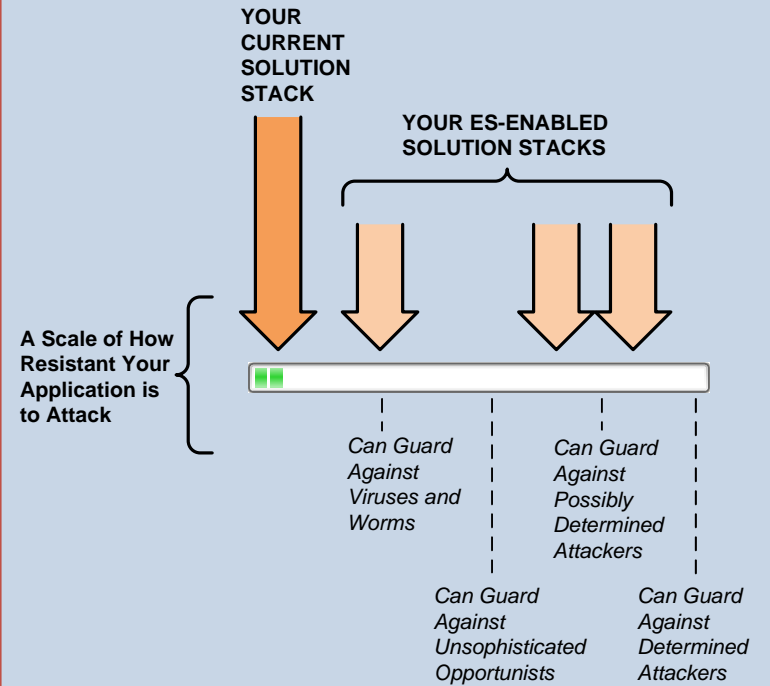 YOUR
CURRENT
SOLUTION
STACK
YOUR ES-ENABLED
SOLUTION STACKS
A Scale of How
Resistant Your
Application is
to Attack
Can Guard
Against
Viruses and
Worms
Can Guard
Against
Possibly
Determined
Attackers
Can Guard
Against
Unsophisticated
Opportunists
Can Guard
Against
Determined
Attackers